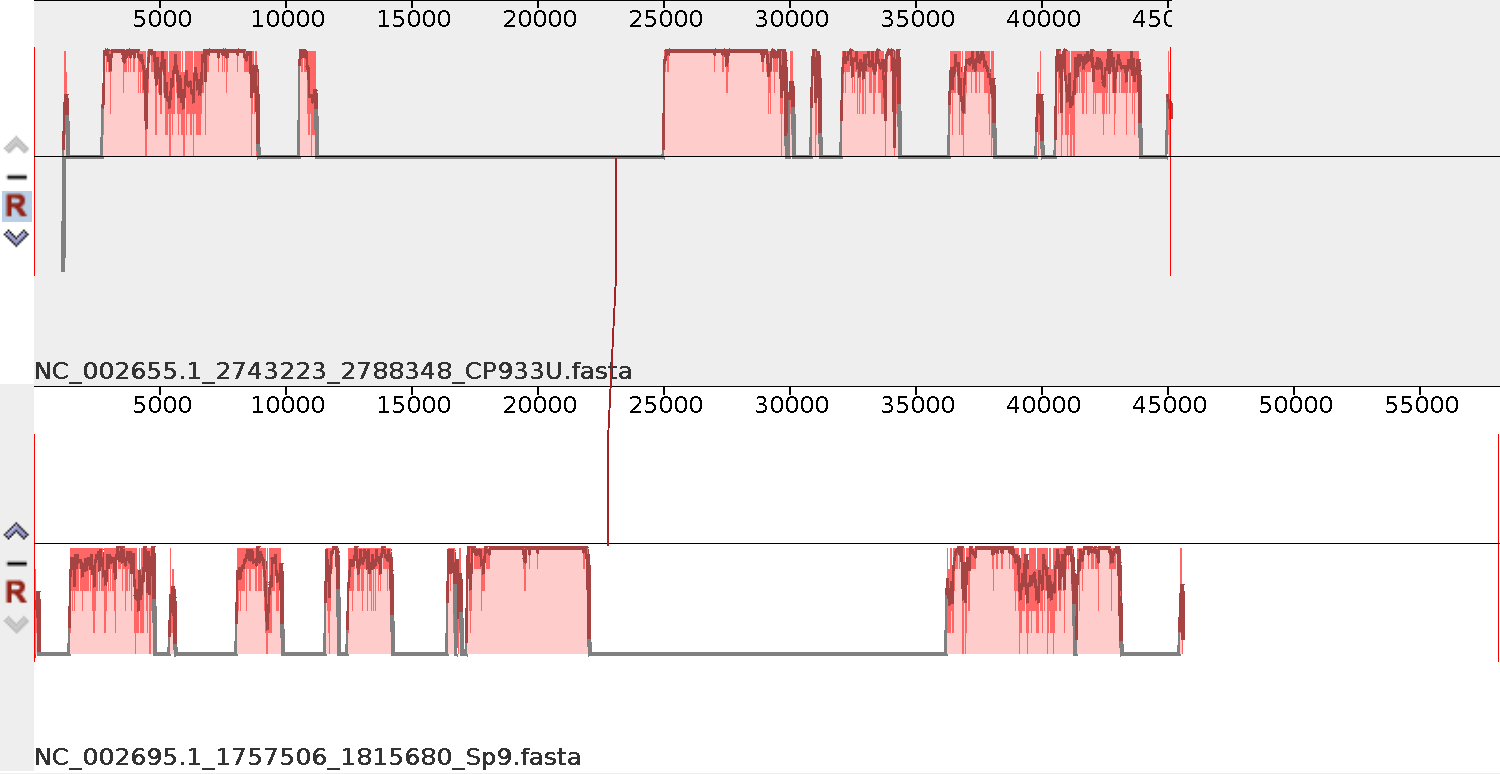 5000 10000 15000 20000 25000 30000 35000 40000 450
R
NC_002655.1_2743223_2788348_CP933U.fasta
5000 10000 15000 20000 25000 30000 35000 40000 45000 50000 55000
R
NC_002695.1_1757506_1815680_Sp9.fasta